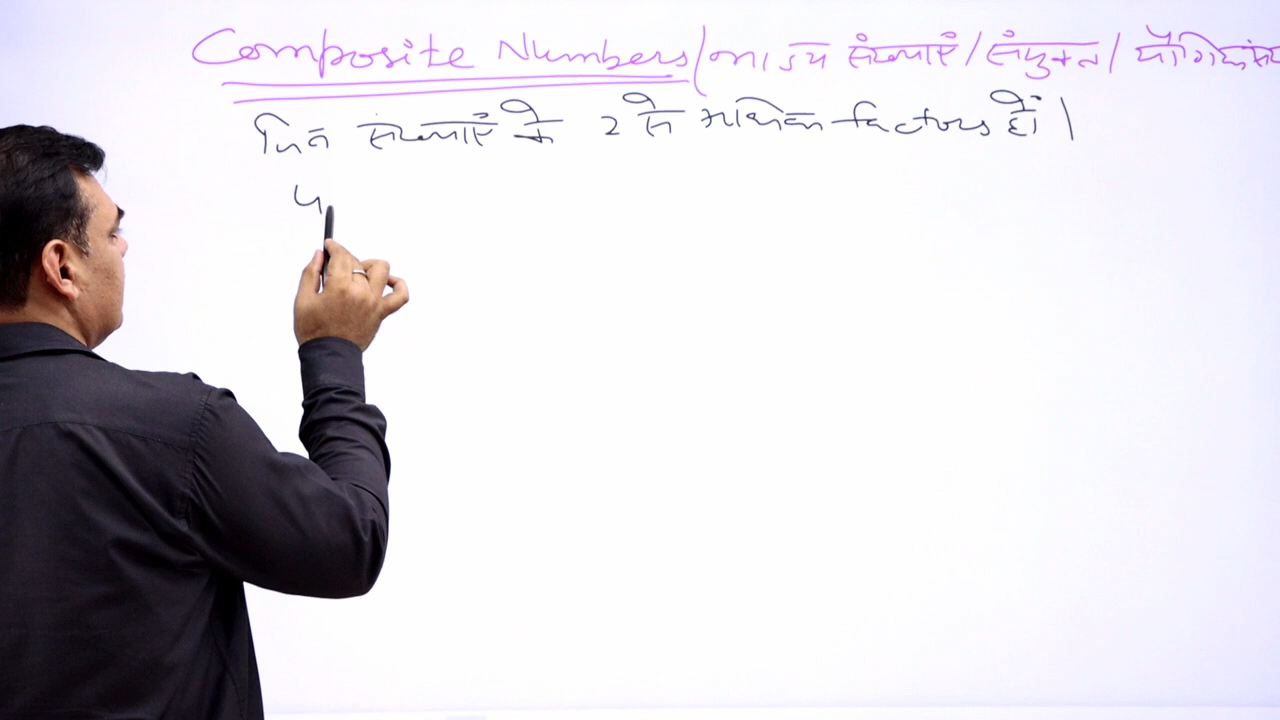 Composite Numbers/भाज्य संख्याएं/संयुक्त/यौगिक
जिन संख्याएं के 2 से अधिक factors हों।
4